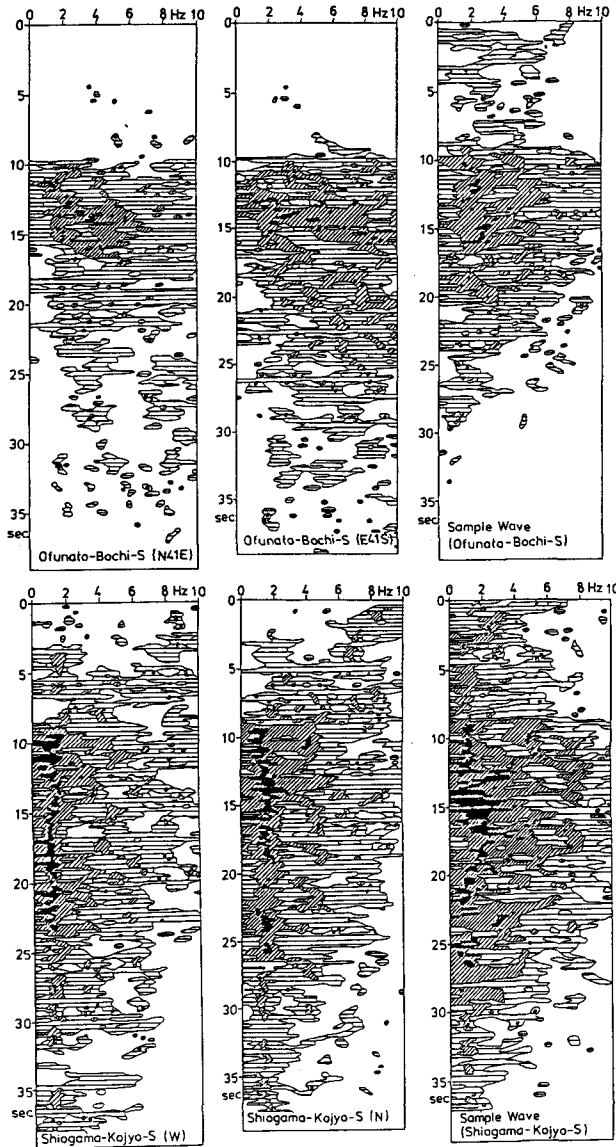 0 2 4 6 8 Hz 10
0 2 4 6 8 Hz 10
0 2 4 6 8 Hz 10
0
5
10
15
20
25
30
35
sec
Ofunato-Bochi-S (N41E)
0
5
10
15
20
25
30
35
sec
Ofunato-Bochi-S (E41S)
0
5
10
15
20
25
30
35
sec
Sample Wave
(Ofunato-Bochi-S)
0 2 4 6 8 Hz 10
0 2 4 6 8 Hz 10
0 2 4 6 8 Hz 10
0
5
10
15
20
25
30
35
sec
Shiogama-Kojyo-S (W)
0
5
10
15
20
25
30
35
sec
Shiogama-Kojyo-S (N)
0
5
10
15
20
25
30
35
sec
Sample Wave
(Shiogama-Kojyo-S)